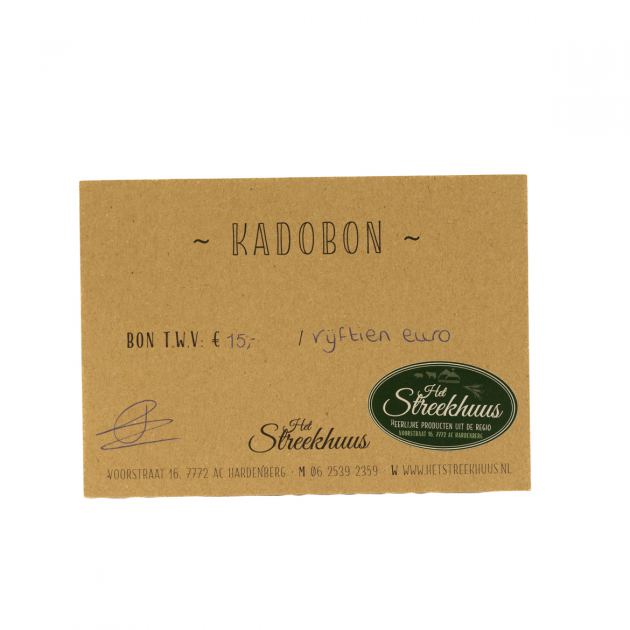 ~ KADOBON ~
BON T.W.V: € 15,- / vijftien euro
Het
Streekhuus
HEERLIJKE PRODUCTEN UIT DE REGIO
VOORSTRAAT 16, 7772 AC HARDENBERG
Het
Streekhuus
VOORSTRAAT 16, 7772 AC HARDENBERG · M 06 2539 2359 · W WWW.HETSTREEKHUUS.NL